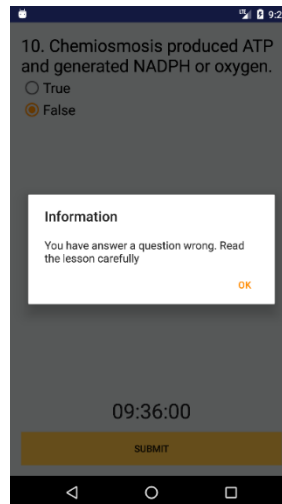 9:2
10. Chemiosmosis produced ATP
and generated NADPH or oxygen.
True
False
Information
You have answer a question wrong. Read
the lesson carefully
OK
09:36:00
SUBMIT